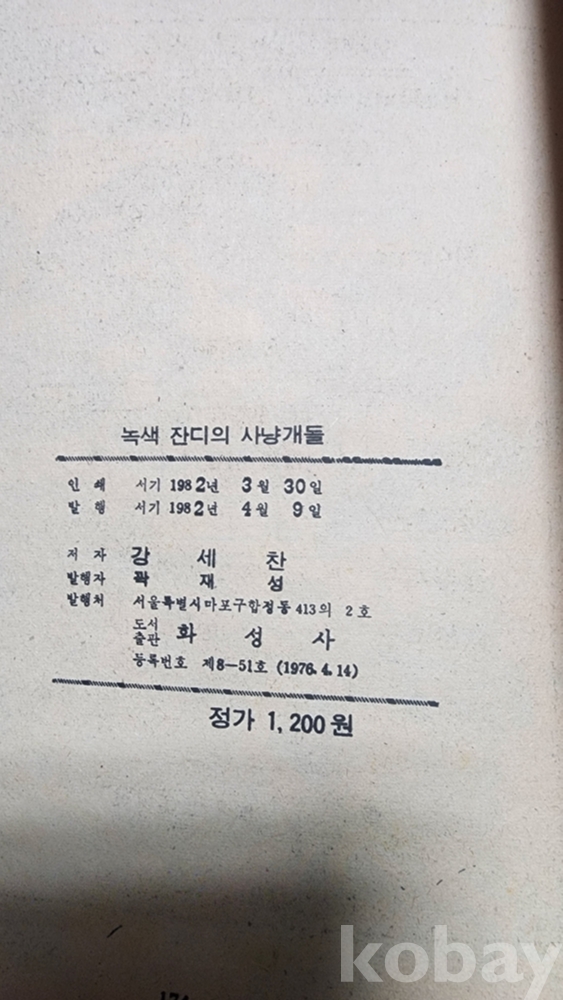 녹색 잔디의 사냥개들
인 쇄 서기 1982년 3월 30일
발 행 서기 1982년 4월 9일
저 자 강 세 찬
발행자 곽 재 성
발행처 서울특별시마포구합정동 413의 2호
도서출판 화 성 사
등록번호 제8—51호 (1976. 4. 14)
정가 1,200원
kobay